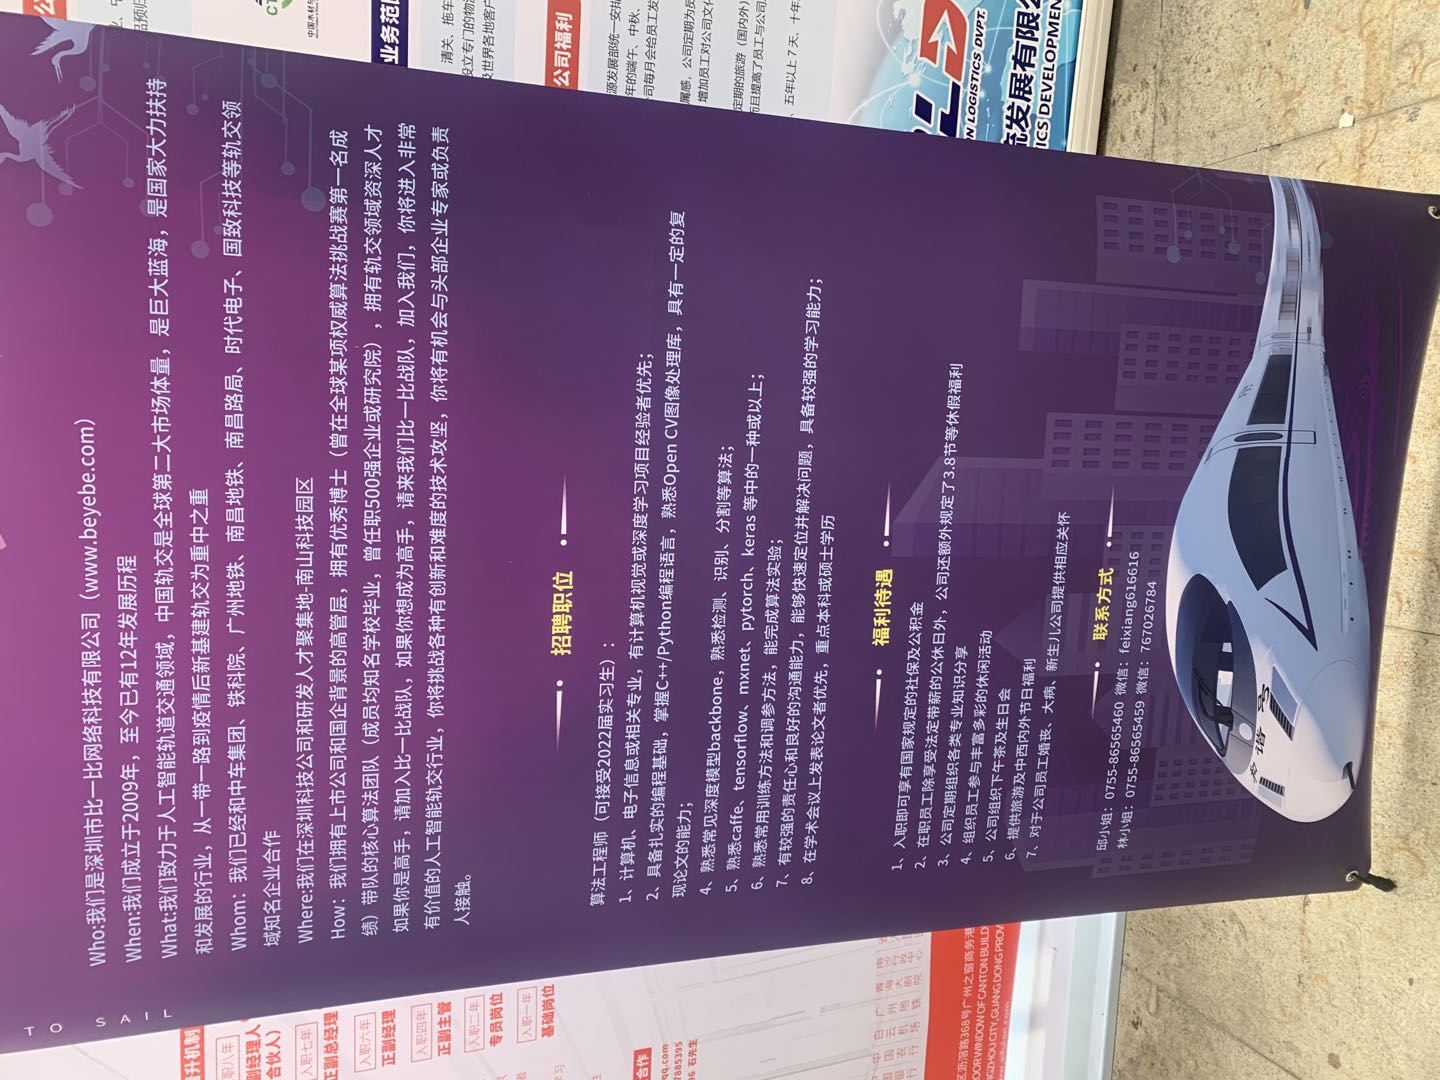 TO SAIL
Who:我们是深圳市比一比网络科技有限公司（www.beyebe.com）
When:我们成立于2009年，至今已有12年发展历程
What:我们致力于人工智能轨道交通领域，中国轨交是全球第二大市场体量，是巨大蓝海，是国家大力扶持
和发展的行业，从一带一路到疫情后新基建轨交为重中之重
Whom：我们已经和中车集团、铁科院、广州地铁、南昌地铁、南昌路局、时代电子、国致科技等轨交领
域知名企业合作
Where:我们在深圳科技公司和研发人才聚集地-南山科技园区
How：我们拥有上市公司和国企背景的高管层，拥有优秀博士（曾在全球某项权威算法挑战赛第一名成
绩）带队的核心算法团队（成员均知名学校毕业，曾任职500强企业或研究院），拥有轨交领域资深人才
如果你是高手，请加入比一比战队，如果你想成为高手，请来我们比一比战队，加入我们，你将进入非常
有价值的人工智能轨交行业，你将挑战各种有创新和难度的技术攻坚，你将有机会与头部企业专家或负责
人接触。
招聘职位
算法工程师（可接受2022届实习生）：
1、计算机、电子信息或相关专业，有计算机视觉或深度学习项目经验者优先；
2、具备扎实的编程基础，掌握C++/Python编程语言，熟悉Open CV图像处理库，具有一定的复
现论文的能力；
4、熟悉常见深度模型backbone，熟悉检测、识别、分割等算法；
5、熟悉caffe、tensorflow、mxnet、pytorch、keras 等中的一种或以上；
6、熟悉常用训练方法和调参方法，能完成算法实验；
7、有较强的责任心和良好的沟通能力，能够快速定位并解决问题，具备较强的学习能力；
8、在学术会议上发表论文者优先，重点本科或硕士学历
福利待遇
1、入职即可享有国家规定的社保及公积金
2、在职员工除享受法定带薪的公休日外，公司还额外规定了3.8节等休假福利
3、公司定期组织各类专业知识分享
4、组织员工参与丰富多彩的休闲活动
5、公司组织下午茶及生日会
6、提供旅游及中西内外节日福利
7、对于公司员工婚丧、大病、新生儿公司提供相应关怀
联系方式
邱小姐：0755-86565460 微信：feixiang616616
林小姐：0755-86565459 微信：767026784
和谐号
晋升机制
职八年
副经理人
合伙人）
入职七年
正副总经理
入职六年
正副经理
入职四年
正副主管
入职二年
专员岗位
入职一年
基础岗位
合作
qq.com
7885395
96 石先生
中国农行
白云机场
广州地铁
青海大剧院
南沙行政中心
区沥滘路368号广州之窗商务港
OOR WINDOW OF CANTON BUILD
NGZHOU CITY,GUANG DONG PROV
中国木材与
业务范
清关、拖车
设立专门的物
及世界各地客户
公司福利
源发展部统一安排
年的端午、中秋、
公司每月会给员工发
属感，公司定期为员
增加员工对公司文化
定期的旅游（国内外）
而且提高了员工与公司
、五年以上 7 天、十年
ON LOGISTICS DVPT.
流发展有限公
TICS DEVELOPMEN